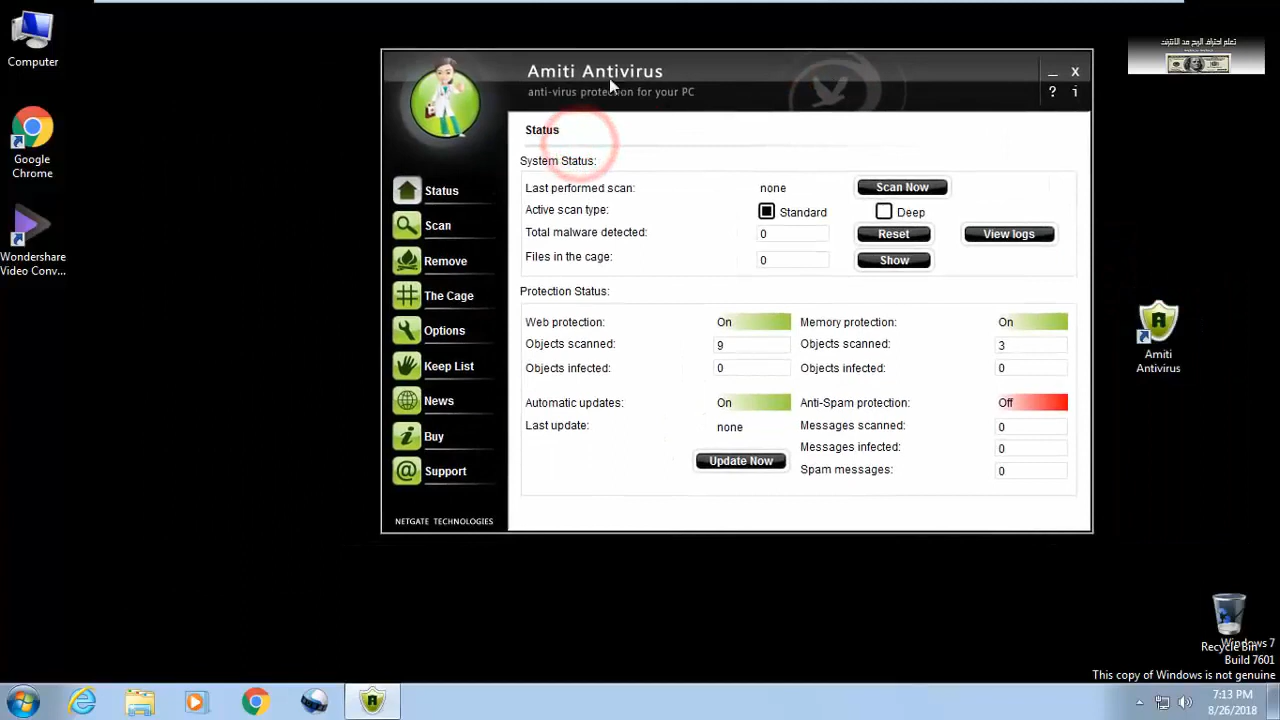 Computer
Google
Chrome
Wondershare
Video Conv...
تعلم احتراف الربح مد الانترنت
Amiti Antivirus
anti-virus protection for your PC
Status
Scan
Remove
The Cage
Options
Keep List
News
Buy
Support
NETGATE TECHNOLOGIES
Status
System Status:
Last performed scan: none Scan Now
Active scan type: Standard Deep
Total malware detected: 0 Reset View logs
Files in the cage: 0 Show
Protection Status:
Web protection: On Memory protection: On
Objects scanned: 9 Objects scanned: 3
Objects infected: 0 Objects infected: 0
Automatic updates: On Anti-Spam protection: Off
Last update: none Messages scanned: 0
Messages infected: 0
Update Now Spam messages: 0
Amiti
Antivirus
Recycle Bin
Windows 7
Build 7601
This copy of Windows is not genuine
7:13 PM
8/26/2018